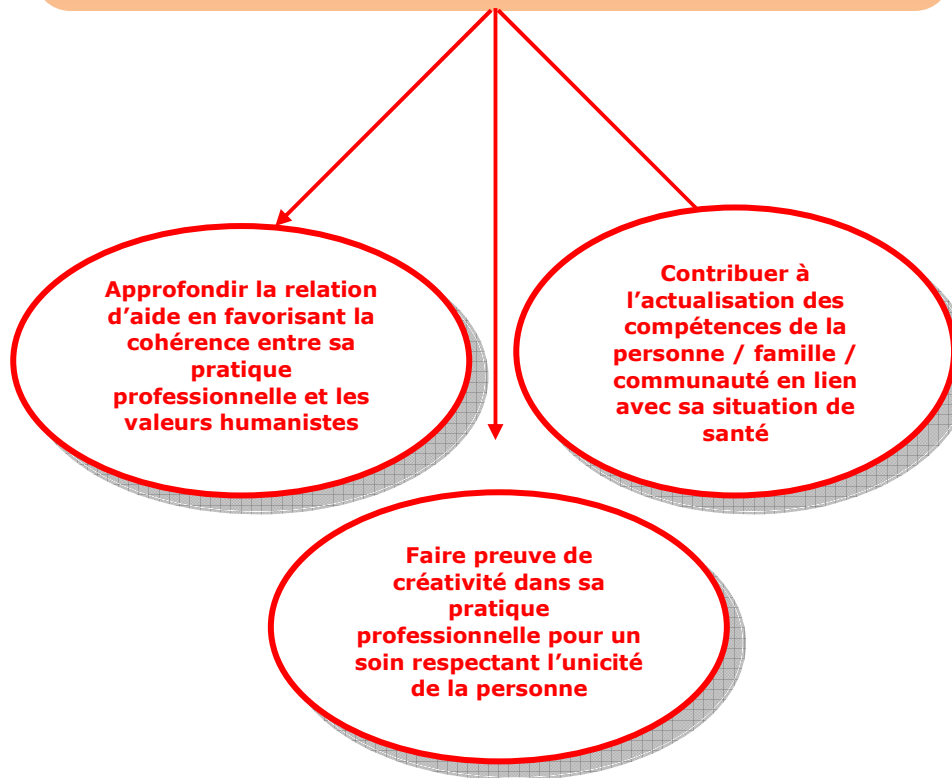 Approfondir la relation
d’aide en favorisant la
cohérence entre sa
pratique
professionnelle et les
valeurs humanistes
Contribuer à
l’actualisation des
compétences de la
personne / famille /
communauté en lien
avec sa situation de
santé
Faire preuve de
créativité dans sa
pratique
professionnelle pour un
soin respectant l’unicité
de la personne